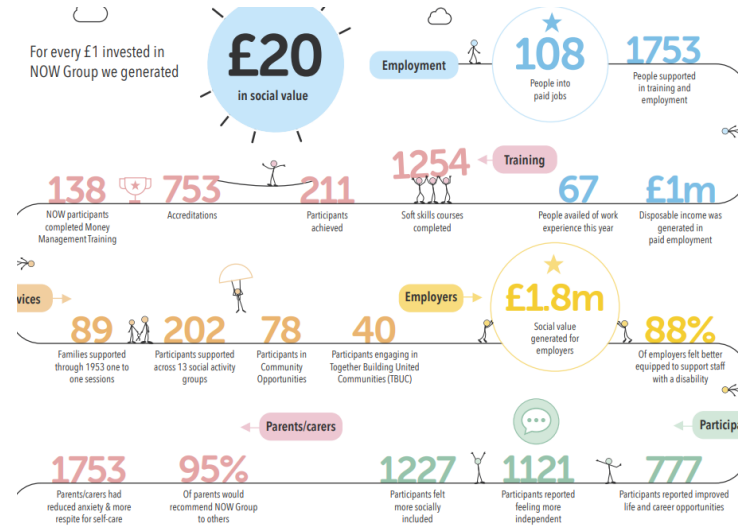 For every £1 invested in
NOW Group we generated
£20
in social value
Employment
108
People into
paid jobs
1753
People supported
in training and
employment
138
NOW participants
completed Money
Management Training
753
Accreditations
211
Participants
achieved
1254
Soft skills courses
completed
Training
67
People availed of work
experience this year
£1m
Disposable income was
generated in
paid employment
89
Families supported
through 1953 one to
one sessions
202
Participants supported
across 13 social activity
groups
78
Participants in
Community
Opportunities
40
Participants engaging in
Together Building United
Communities (TBUC)
Employers
£1.8m
Social value
generated for
employers
88%
Of employers felt better
equipped to support staff
with a disability
Parents/carers
1753
Parents/carers had
reduced anxiety & more
respite for self-care
95%
Of parents would
recommend NOW Group
to others
1227
Participants felt
more socially
included
1121
Participants reported
feeling more
independent
777
Participants reported improved
life and career opportunities